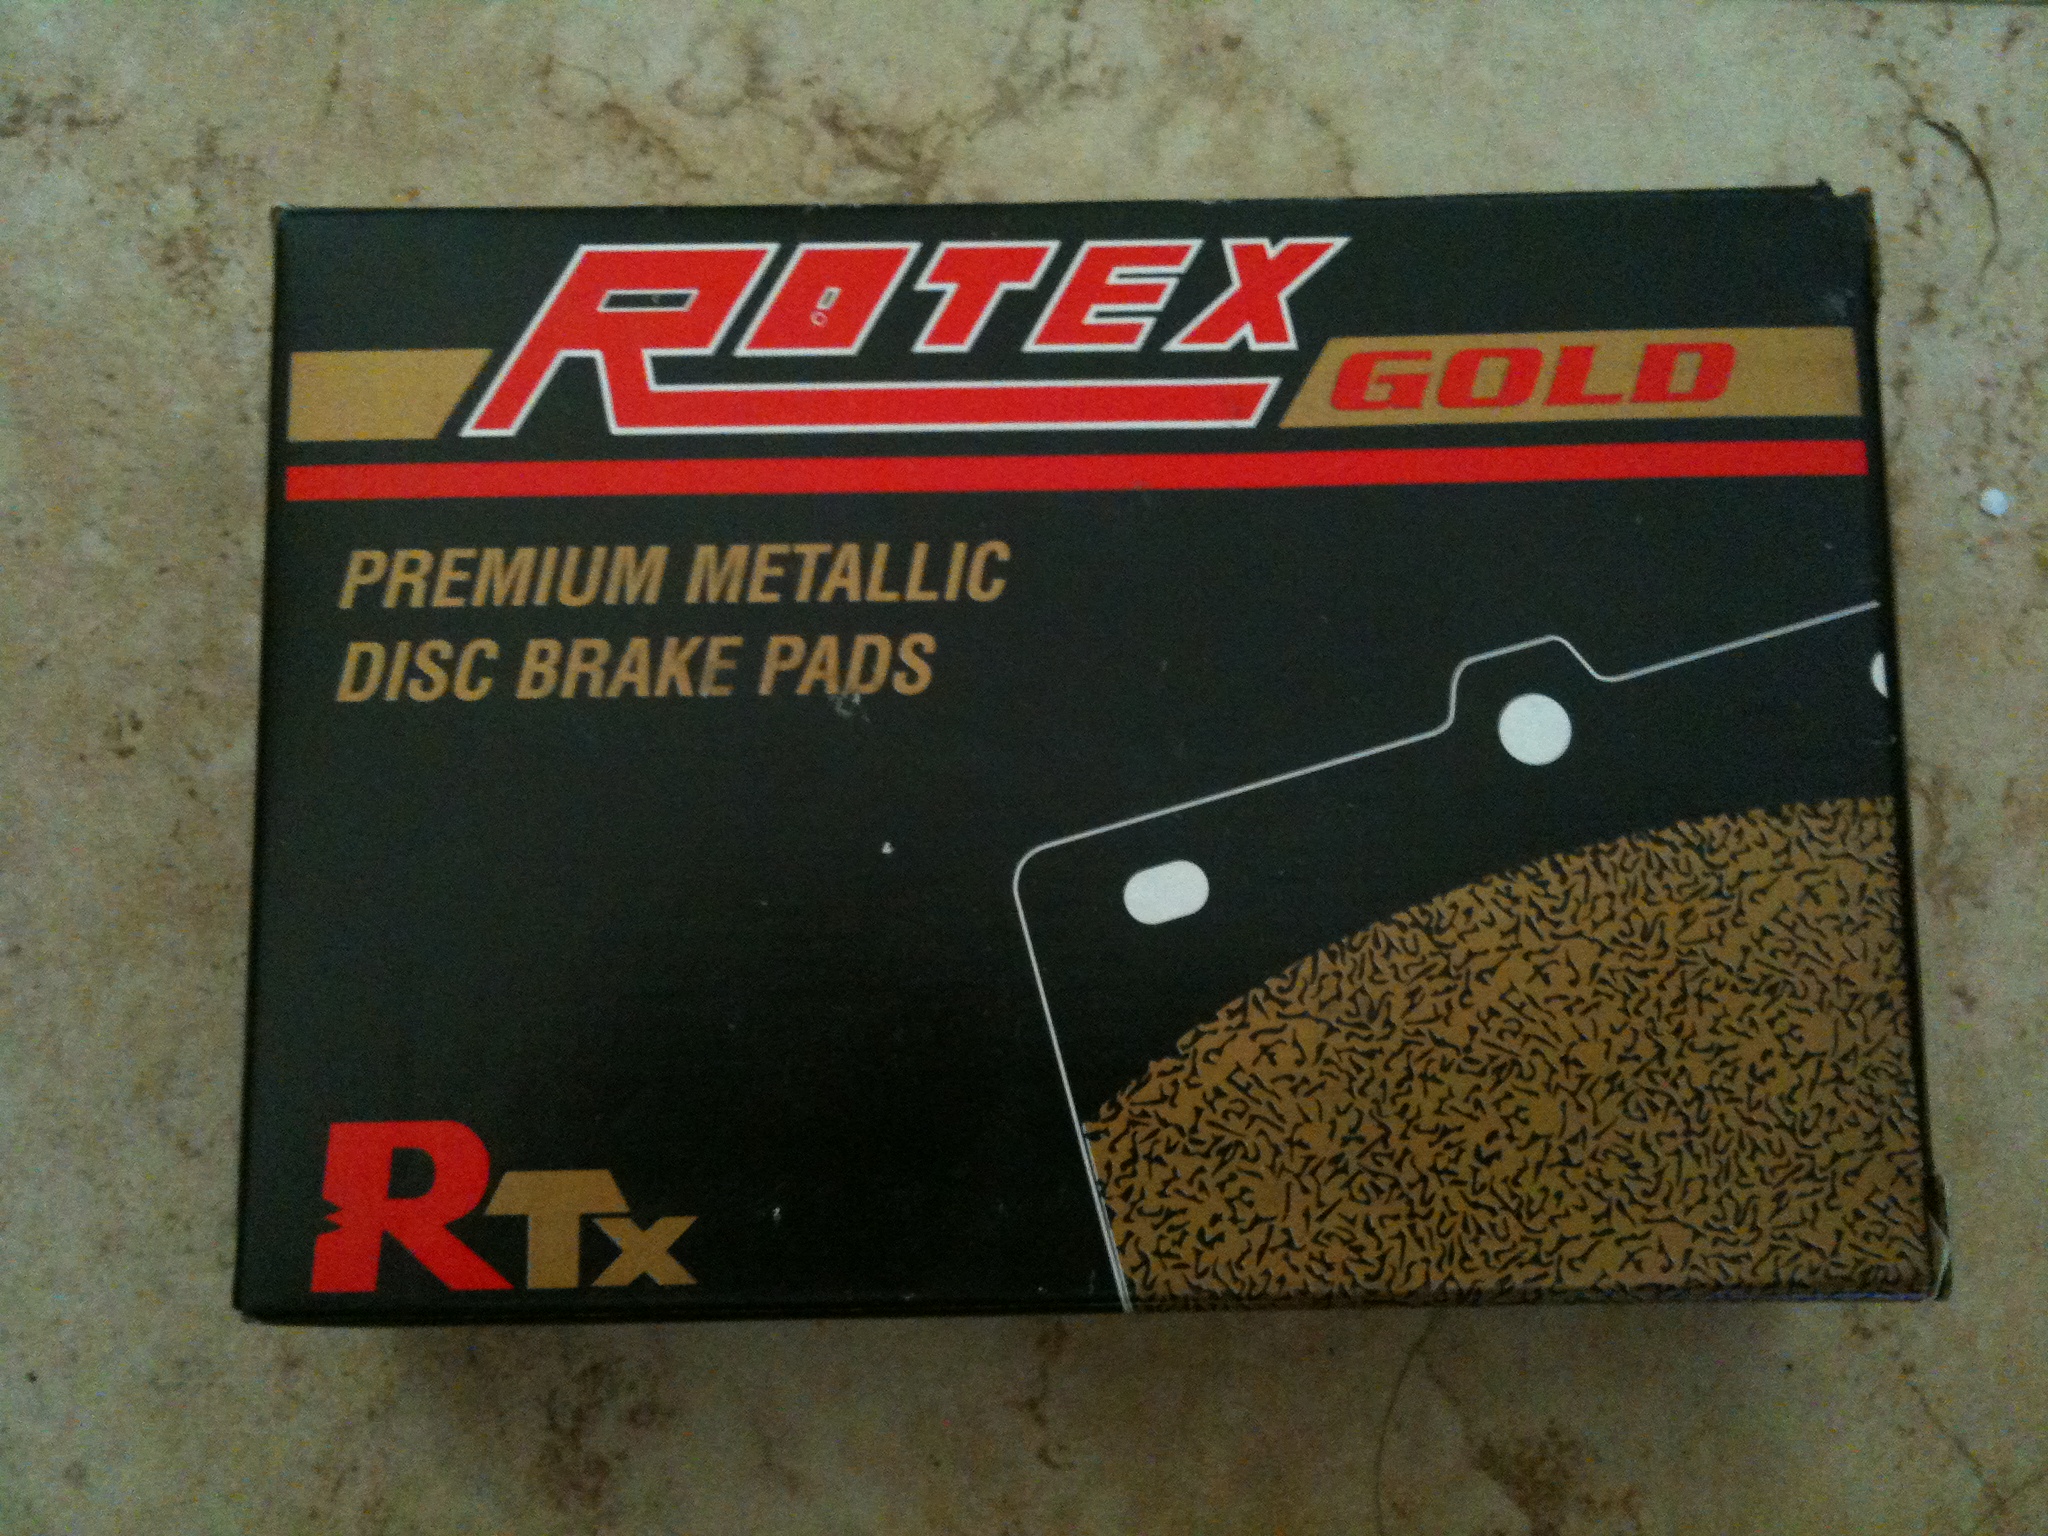 ROTEX GOLD
PREMIUM METALLIC
DISC BRAKE PADS
RTx